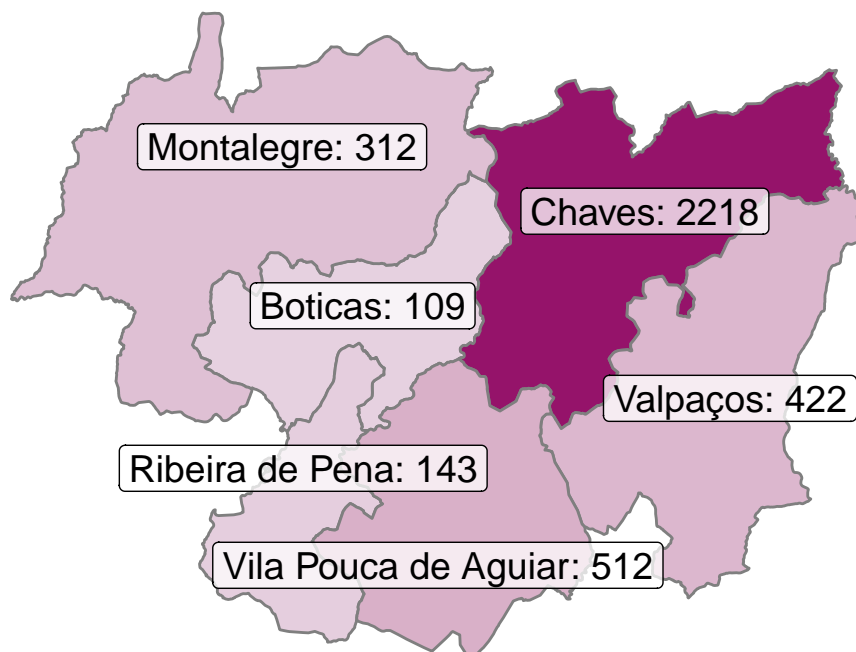 Montalegre: 312
Chaves: 2218
Boticas: 109
Valpaços: 422
Ribeira de Pena: 143
Vila Pouca de Aguiar: 512